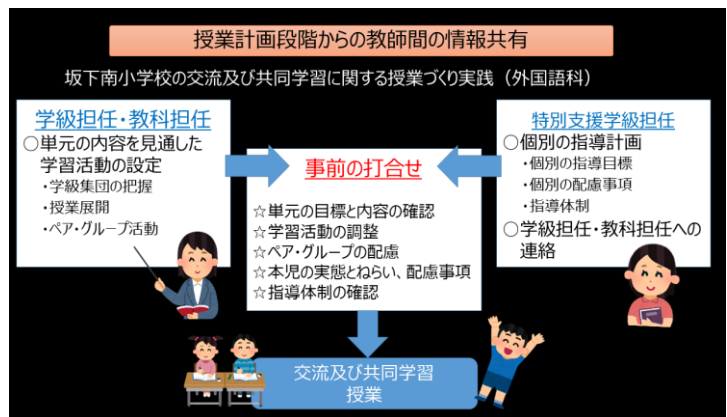 授業計画段階からの教師間の情報共有
坂下南小学校の交流及び共同学習に関する授業づくり実践（外国語科）
学級担任・教科担任
○単元の内容を見通した
学習活動の設定
・学級集団の把握
・授業展開
・ペア・グループ活動
事前の打合せ
☆単元の目標と内容の確認
☆学習活動の調整
☆ペア・グループの配慮
☆本児の実態とねらい、配慮事項
☆指導体制の確認
特別支援学級担任
○個別の指導計画
・個別の指導目標
・個別の配慮事項
・指導体制
○学級担任・教科担任への
連絡
交流及び共同学習
授業